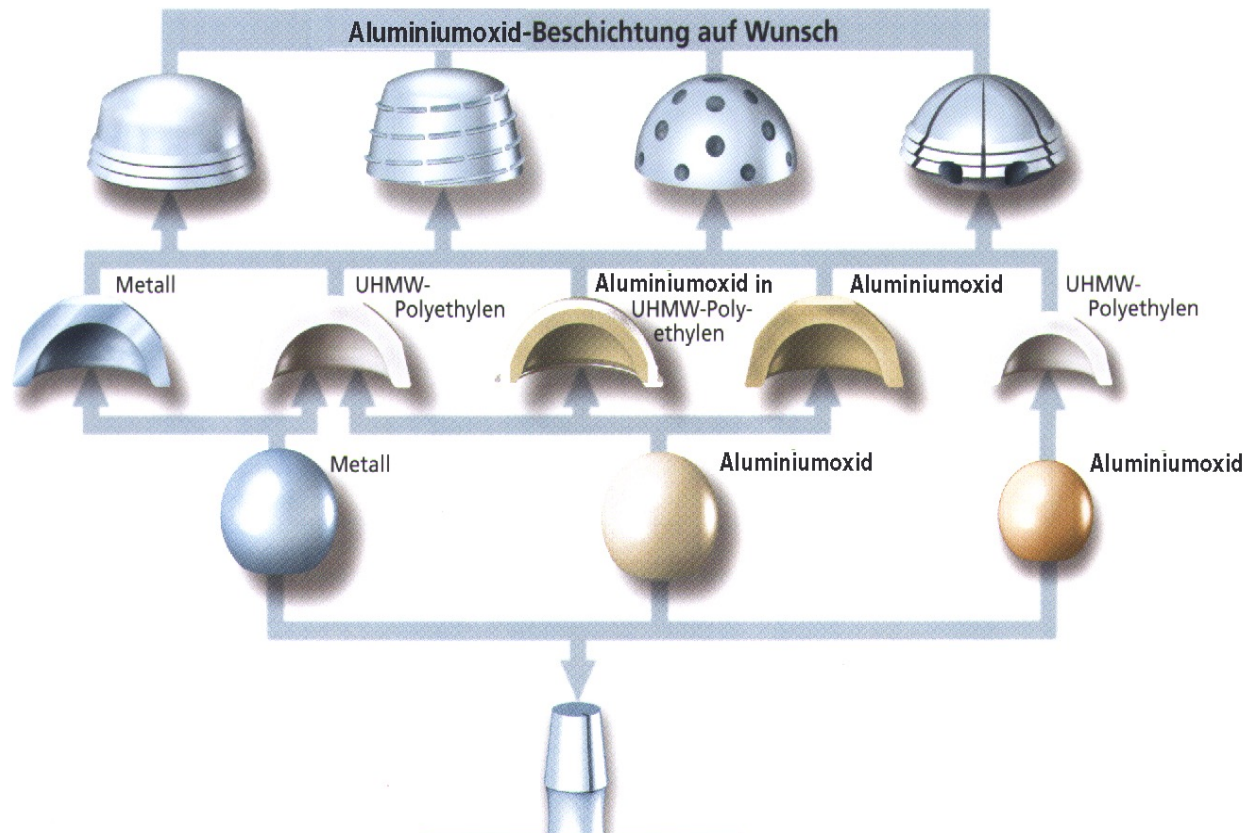 Aluminiumoxid-Beschichtung auf Wunsch
Metall
UHMW-
Polyethylen
Aluminiumoxid in
UHMW-Poly-
ethylen
Aluminiumoxid
UHMW-
Polyethylen
Metall
Aluminiumoxid
Aluminiumoxid